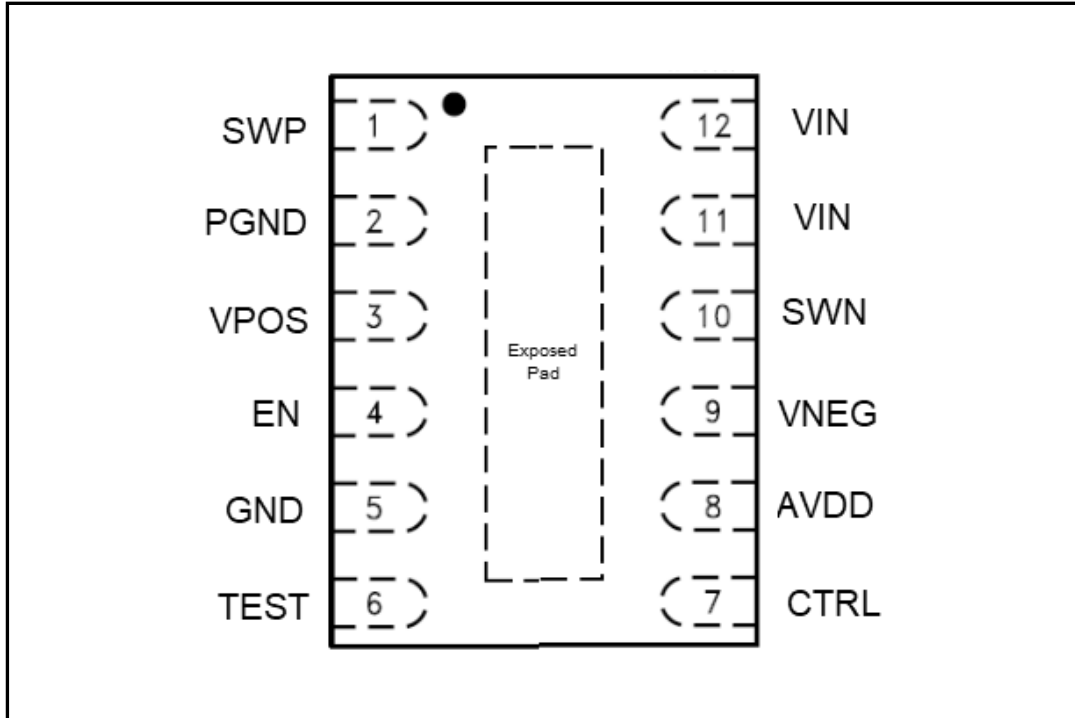 SWP 1 12 VIN
PGND 2 11 VIN
VPOS 3 10 SWN
Exposed
Pad
EN 4 9 VNEG
GND 5 8 AVDD
TEST 6 7 CTRL